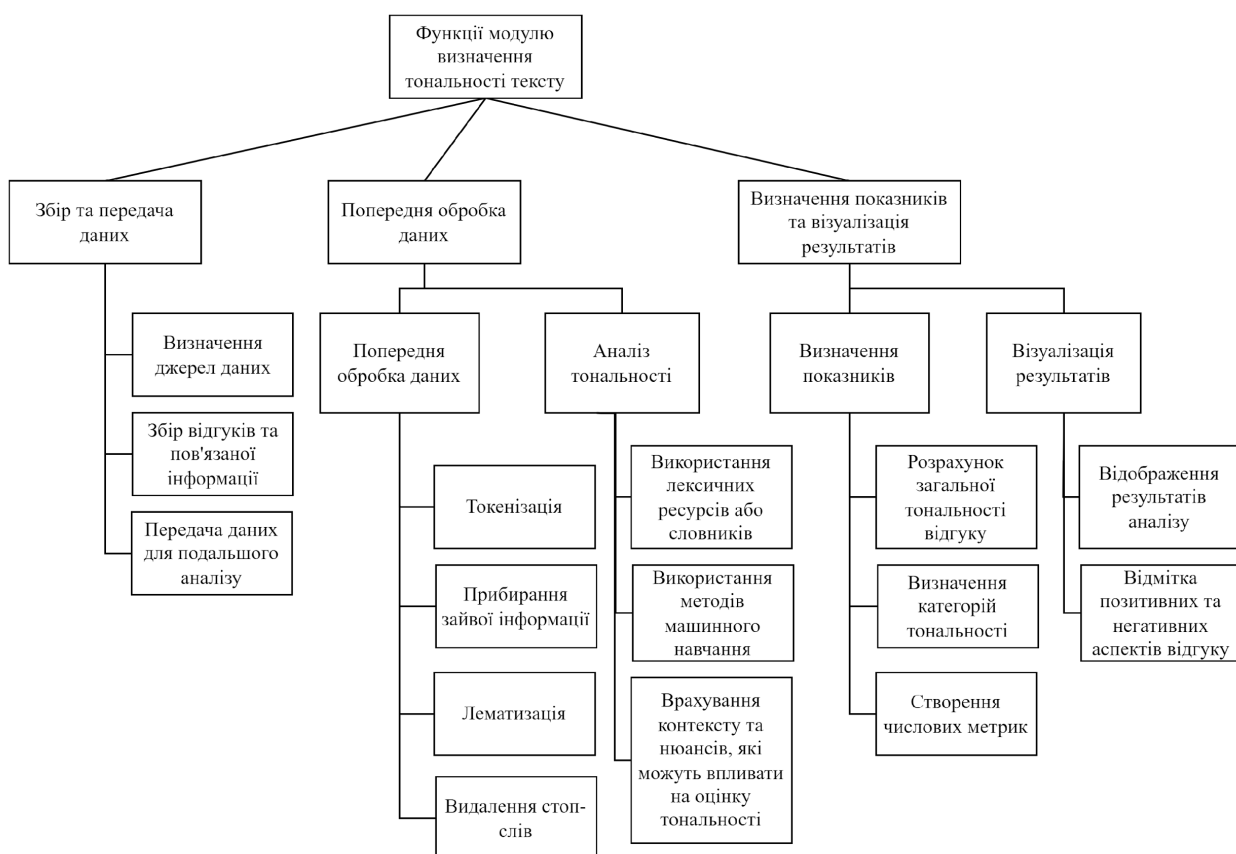 Функції модулю
визначення
тональності тексту
Збір та передача
даних
Попередня обробка
даних
Визначення показників
та візуалізація
результатів
Визначення
джерел даних
Збір відгуків та
пов'язаної
інформації
Передача даних
для подальшого
аналізу
Попередня
обробка даних
Токенізація
Прибирання
зайвої інформації
Лематизація
Видалення стоп-
слів
Аналіз
тональності
Використання
лексичних
ресурсів або
словників
Використання
методів
машинного
навчання
Врахування
контексту та
нюансів, які
можуть впливати
на оцінку
тональності
Визначення
показників
Розрахунок
загальної
тональності
відгуку
Визначення
категорій
тональності
Створення
числових метрик
Візуалізація
результатів
Відображення
результатів
аналізу
Відмітка
позитивних та
негативних
аспектів відгуку